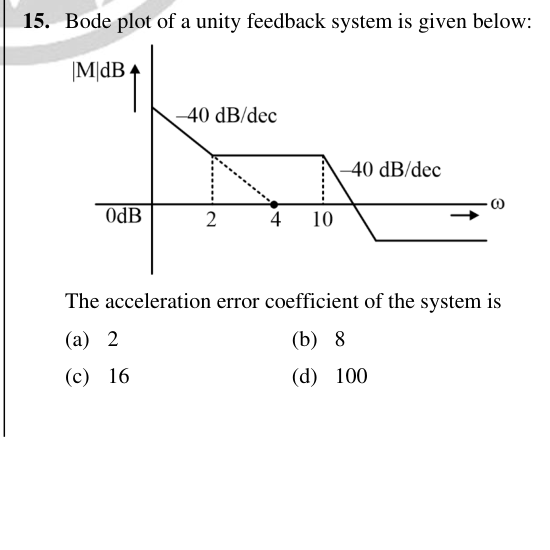 15. Bode plot of a unity feedback system is given below:
|M|dB
–40 dB/dec
–40 dB/dec
0dB 2 4 10 ω
The acceleration error coefficient of the system is
(a) 2 (b) 8
(c) 16 (d) 100